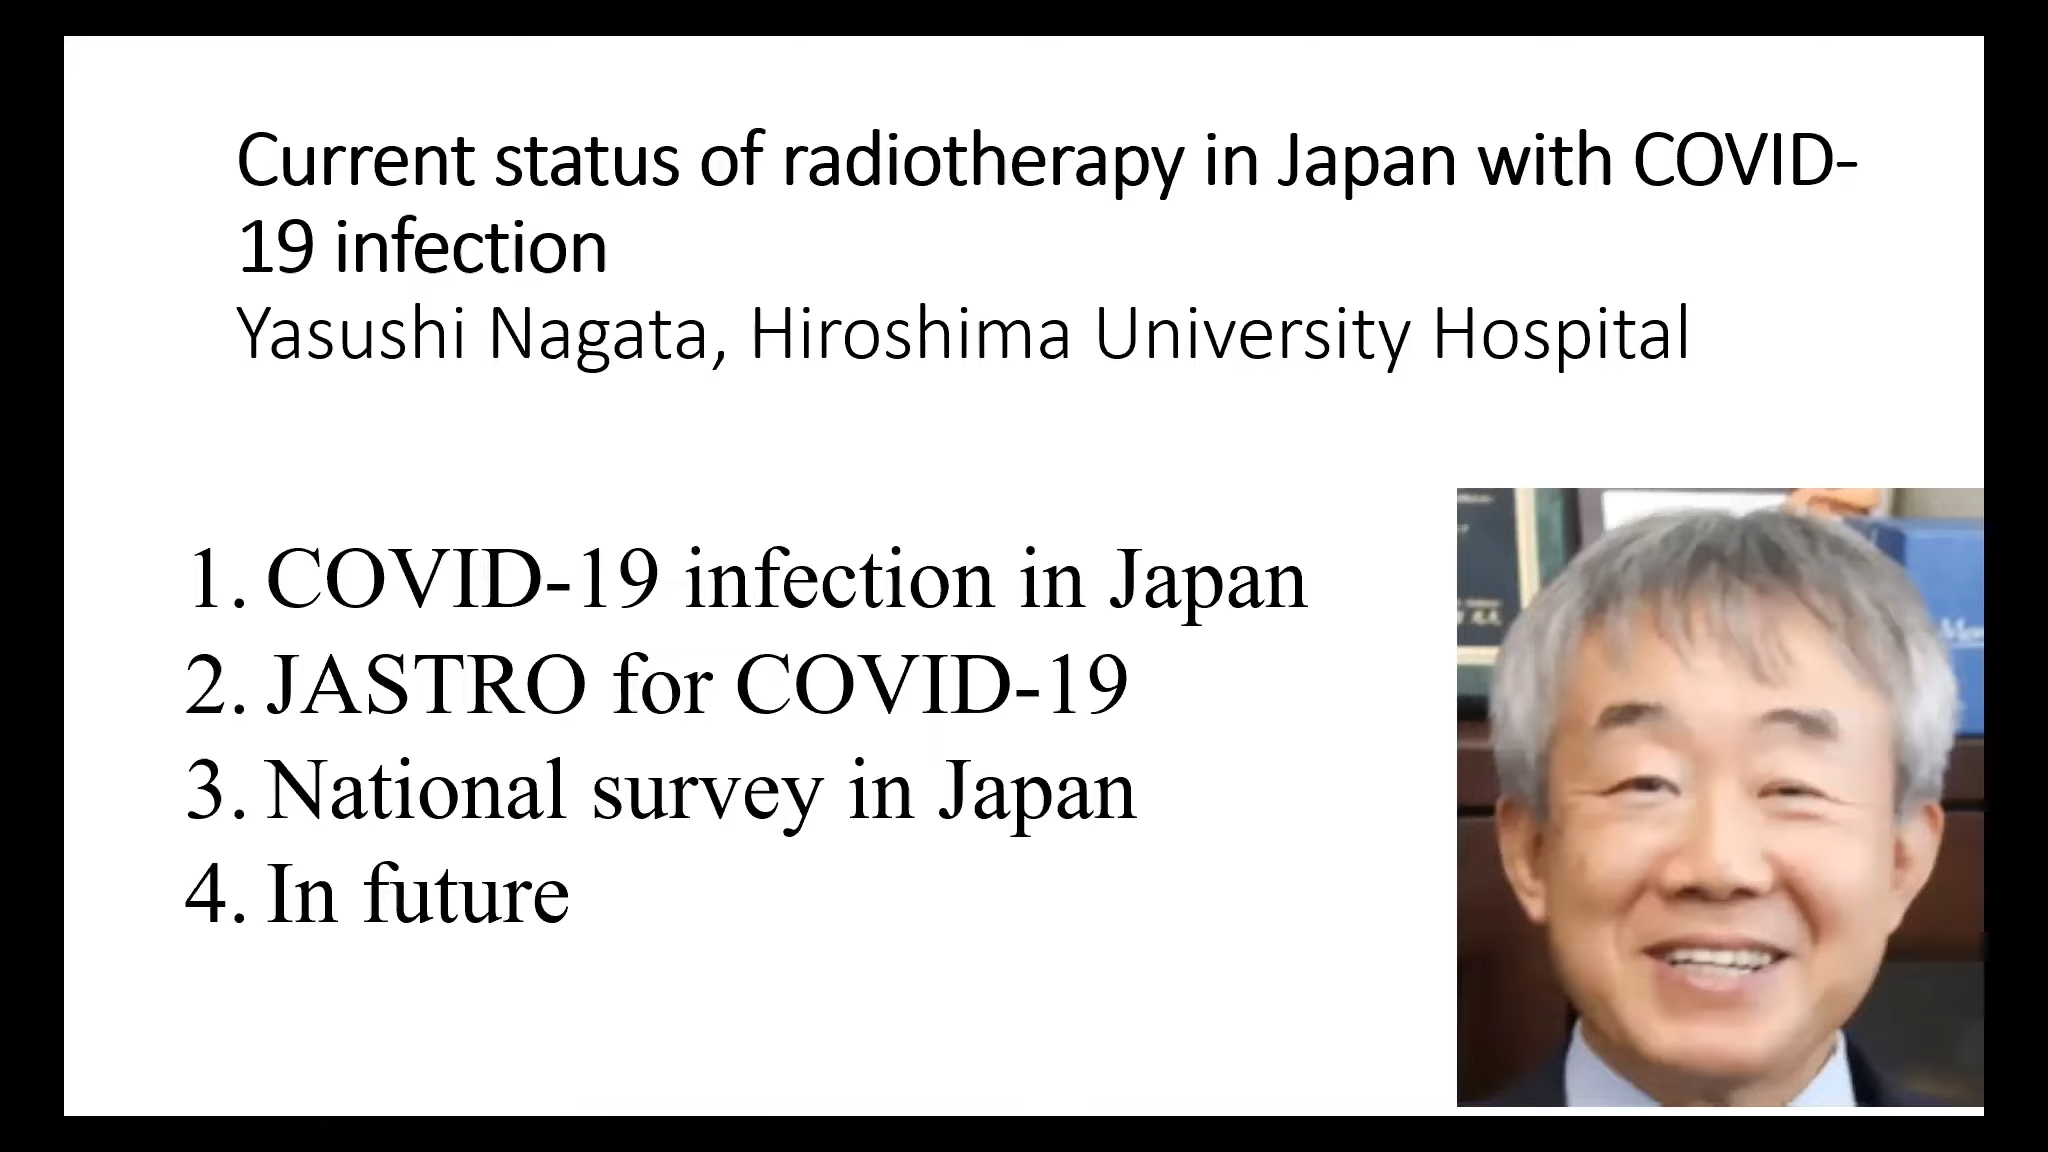 Current status of radiotherapy in Japan with COVID-
19 infection
Yasushi Nagata, Hiroshima University Hospital
1. COVID-19 infection in Japan
2. JASTRO for COVID-19
3. National survey in Japan
4. In future